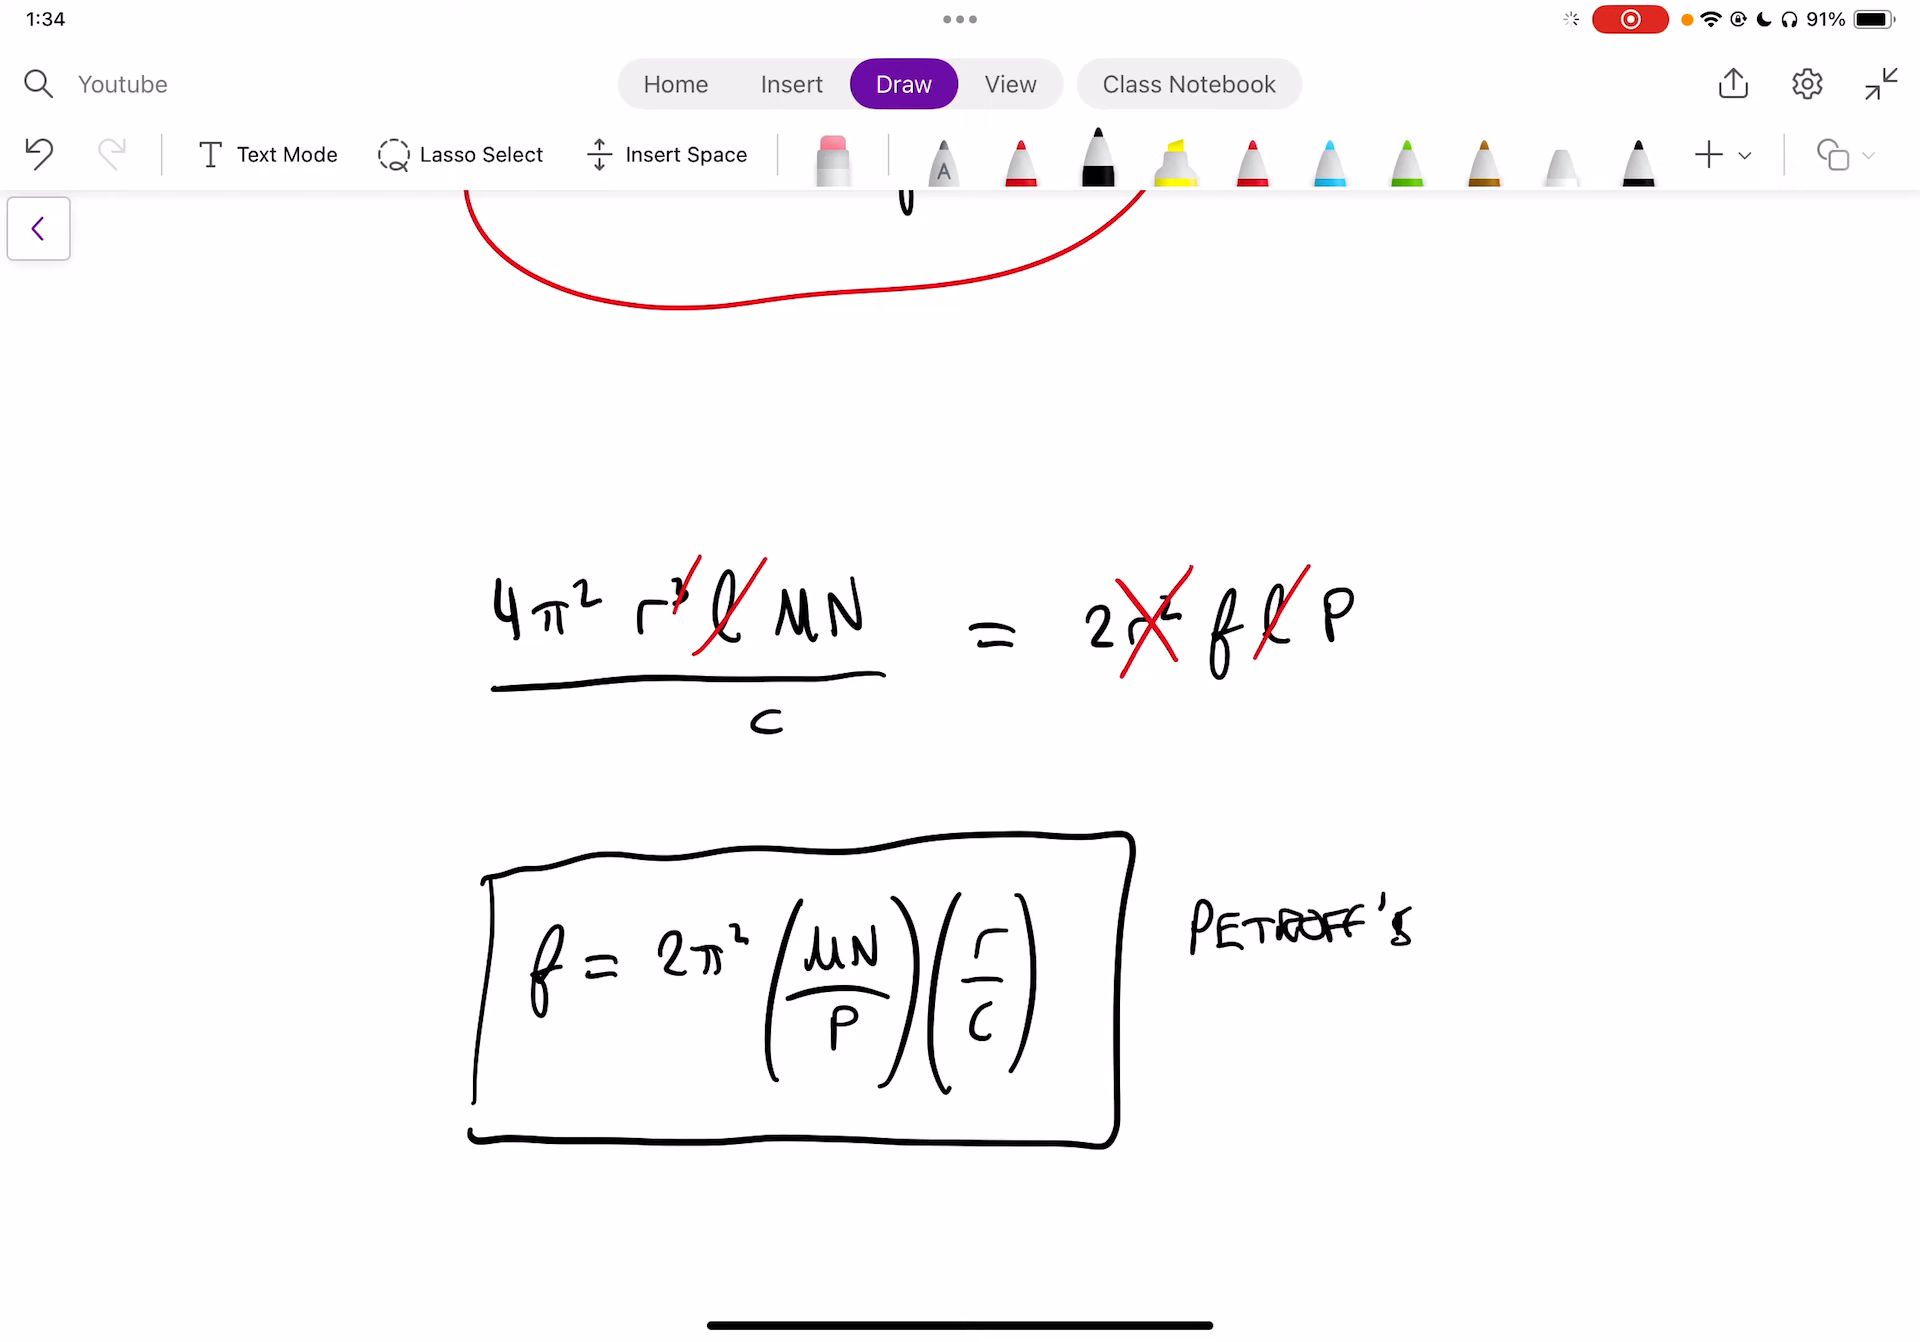 1:34
91%
Youtube
Home Insert Draw View Class Notebook
Text Mode Lasso Select Insert Space
A
4π² r³ l μN = 2r² f l P
c
f = 2π² (μN/P) (r/c)
PETROFF's